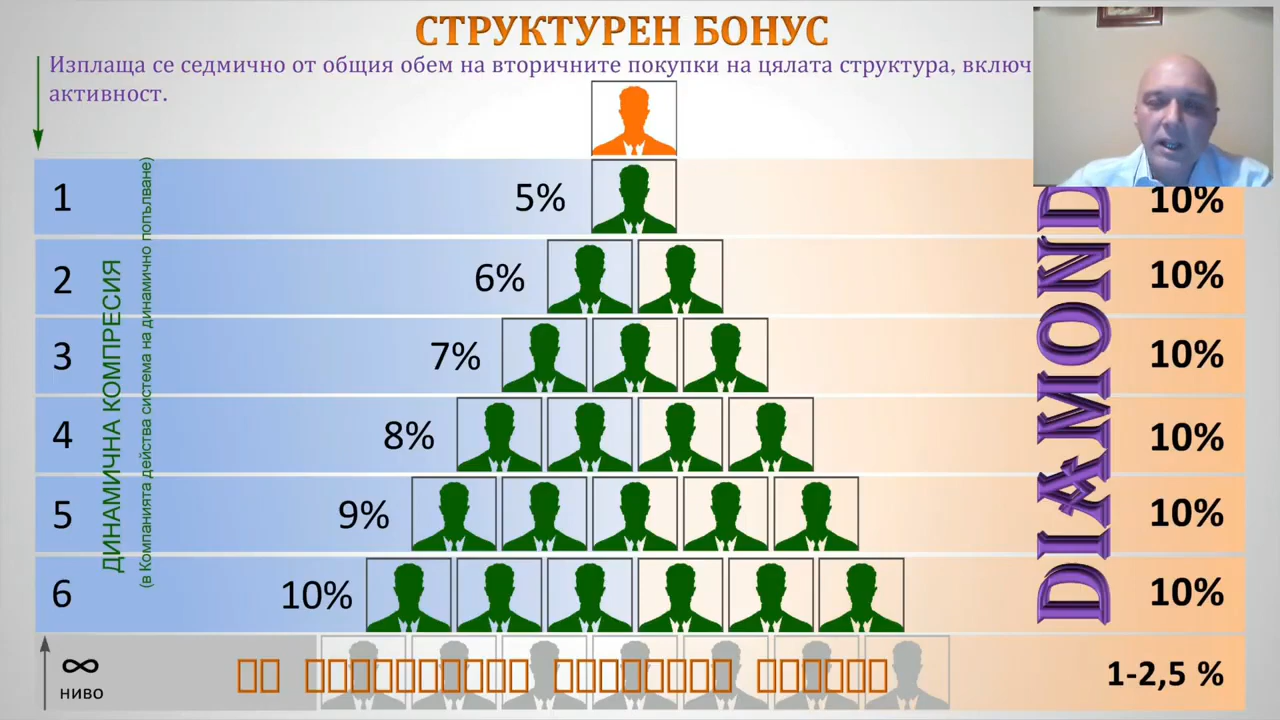 СТРУКТУРЕН БОНУС
Изплаща се седмично от общия обем на вторичните покупки на цялата структура, включ
активност.
1 5% 10%
2 6% 10%
3 7% 10%
4 8% 10%
5 9% 10%
6 10% 10%
ДИНАМИЧНА КОМПРЕСИЯ
(в Компанията действа система на динамично попълване)
DIAMOND
∞ 1-2,5 %
ниво